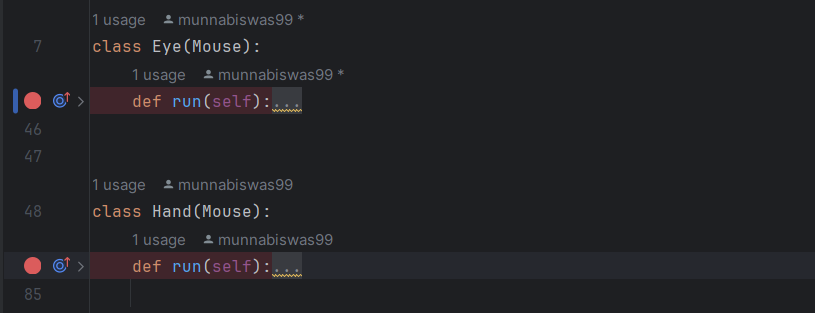 1 usage munnabiswas99 *
7 class Eye(Mouse):
1 usage munnabiswas99 *
def run(self):...
46
47
1 usage munnabiswas99
48 class Hand(Mouse):
1 usage munnabiswas99
def run(self):...
85